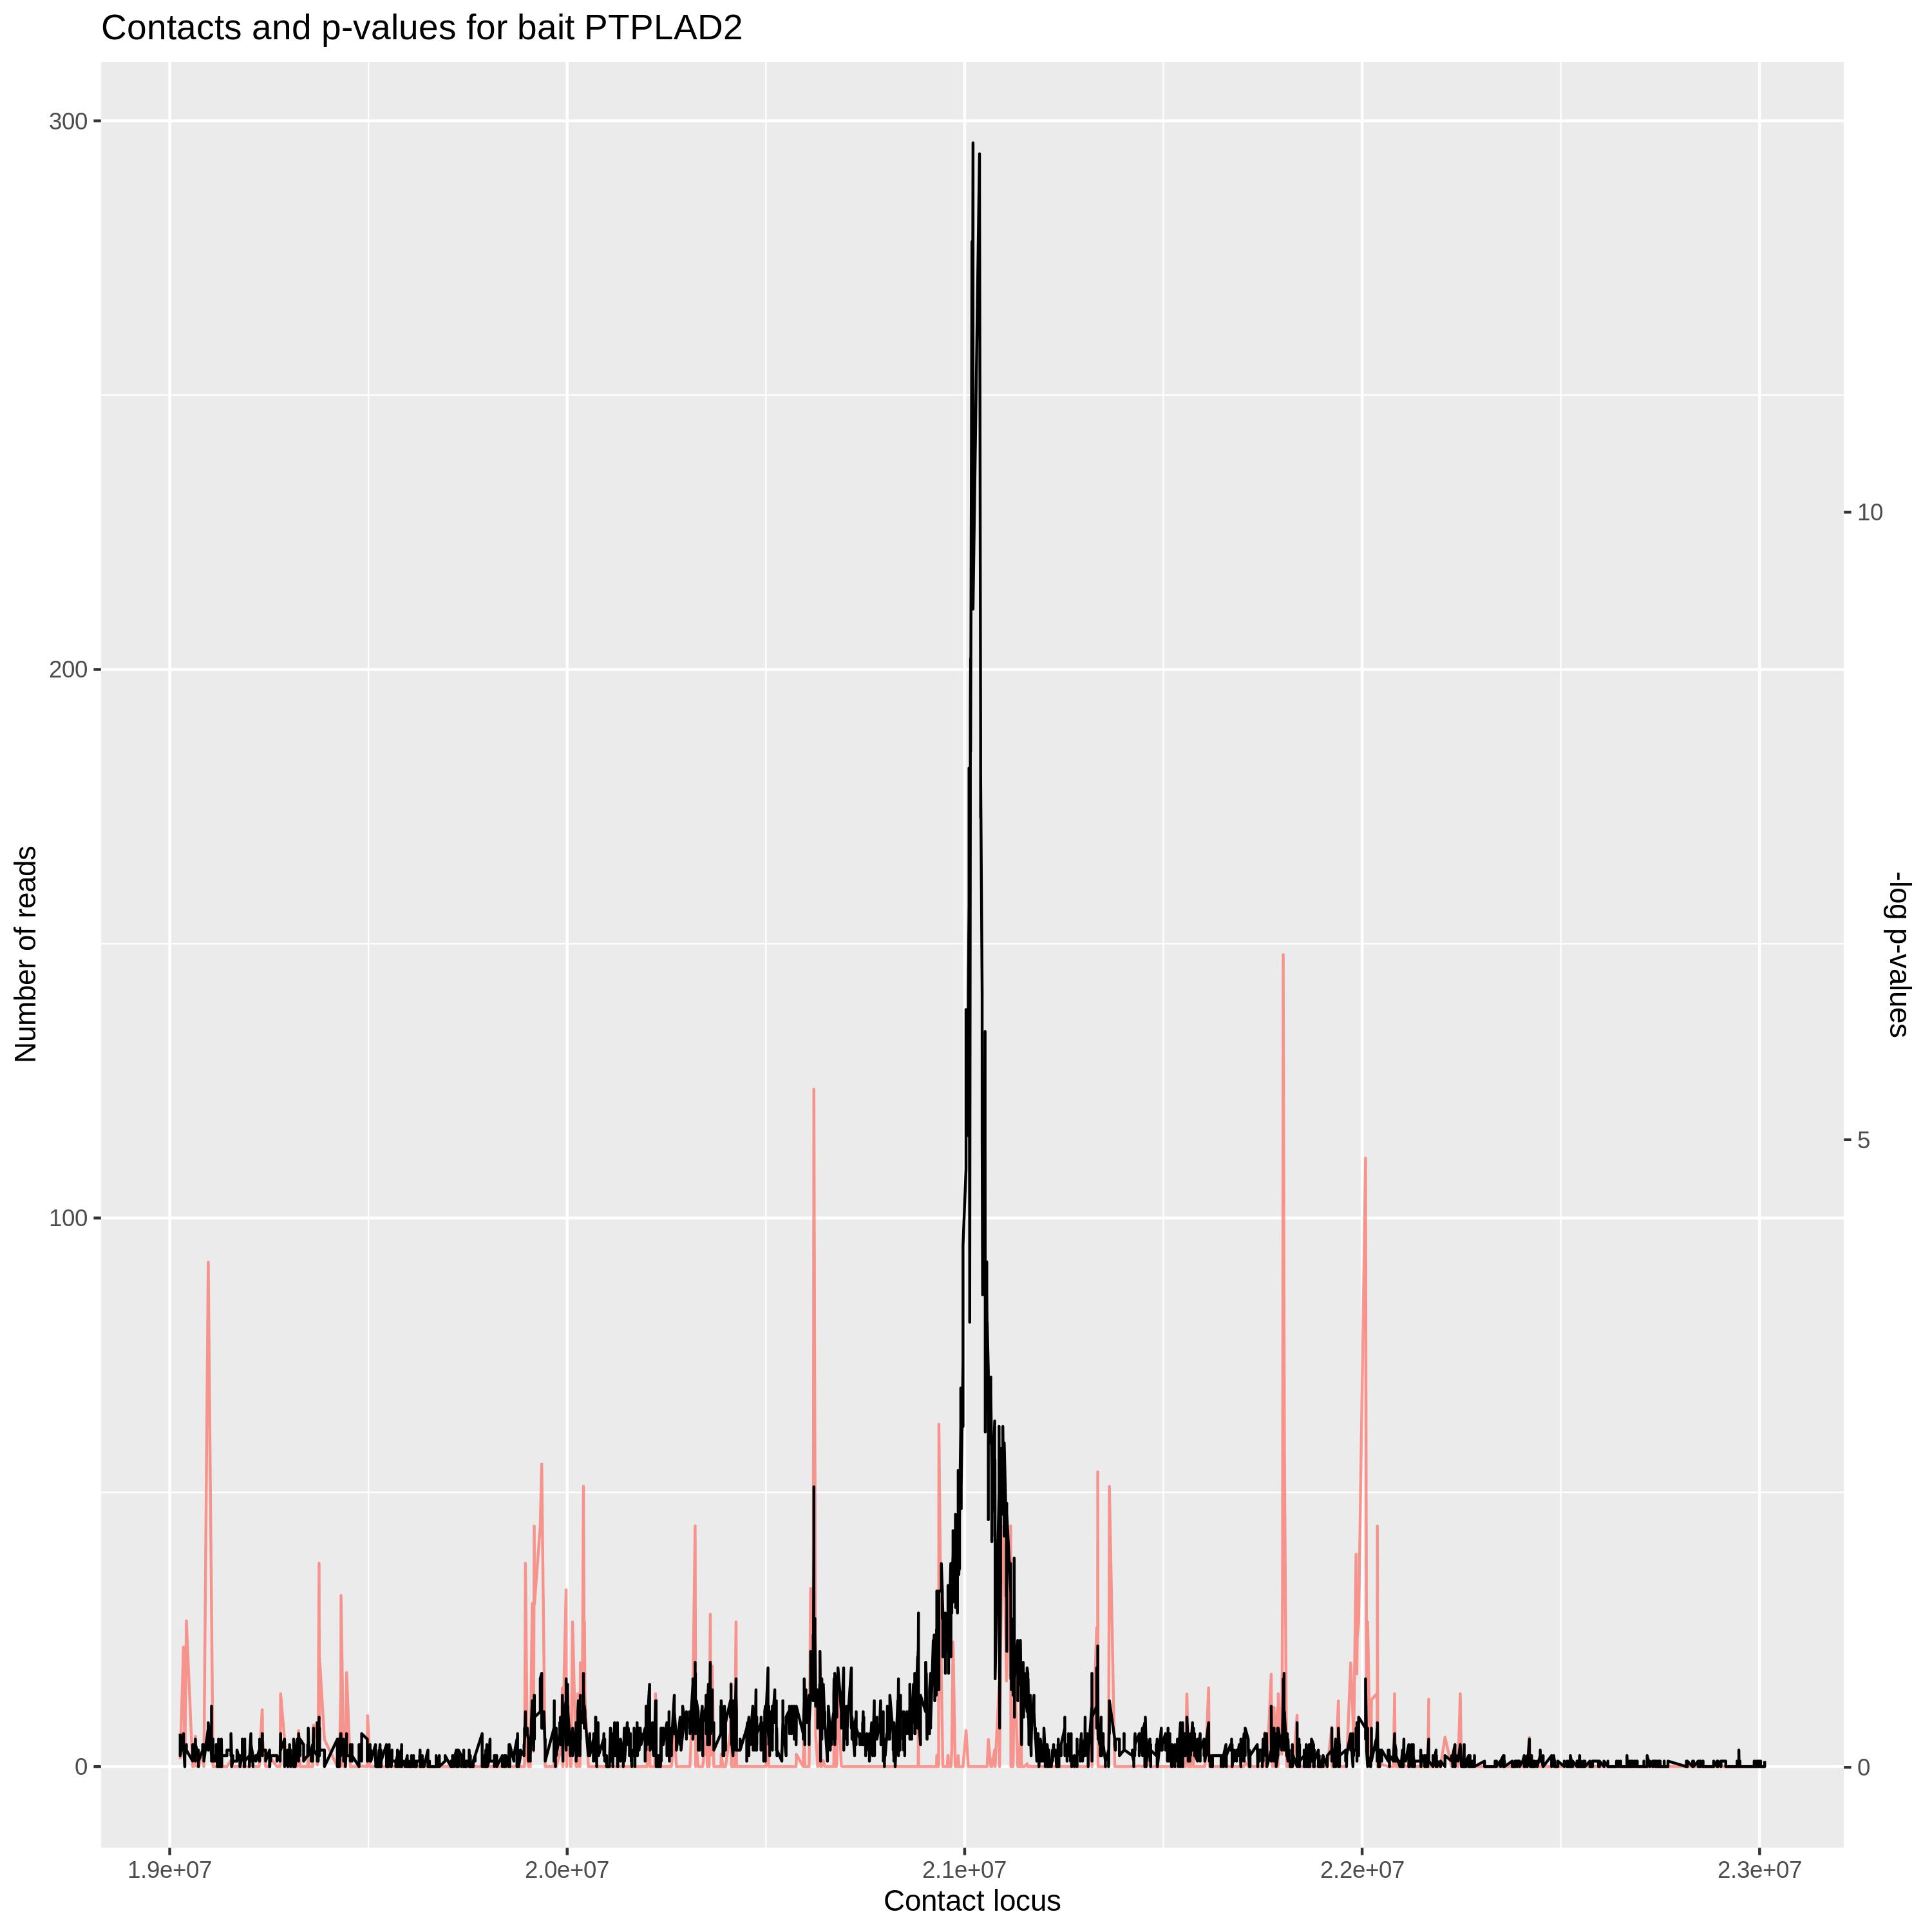 Contacts and p-values for bait PTPLAD2
300
200
100
0
Number of reads
10
5
0
-log p-values
1.9e+07 2.0e+07 2.1e+07 2.2e+07 2.3e+07
Contact locus